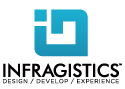 INFRAGISTICS™
DESIGN / DEVELOP / EXPERIENCE